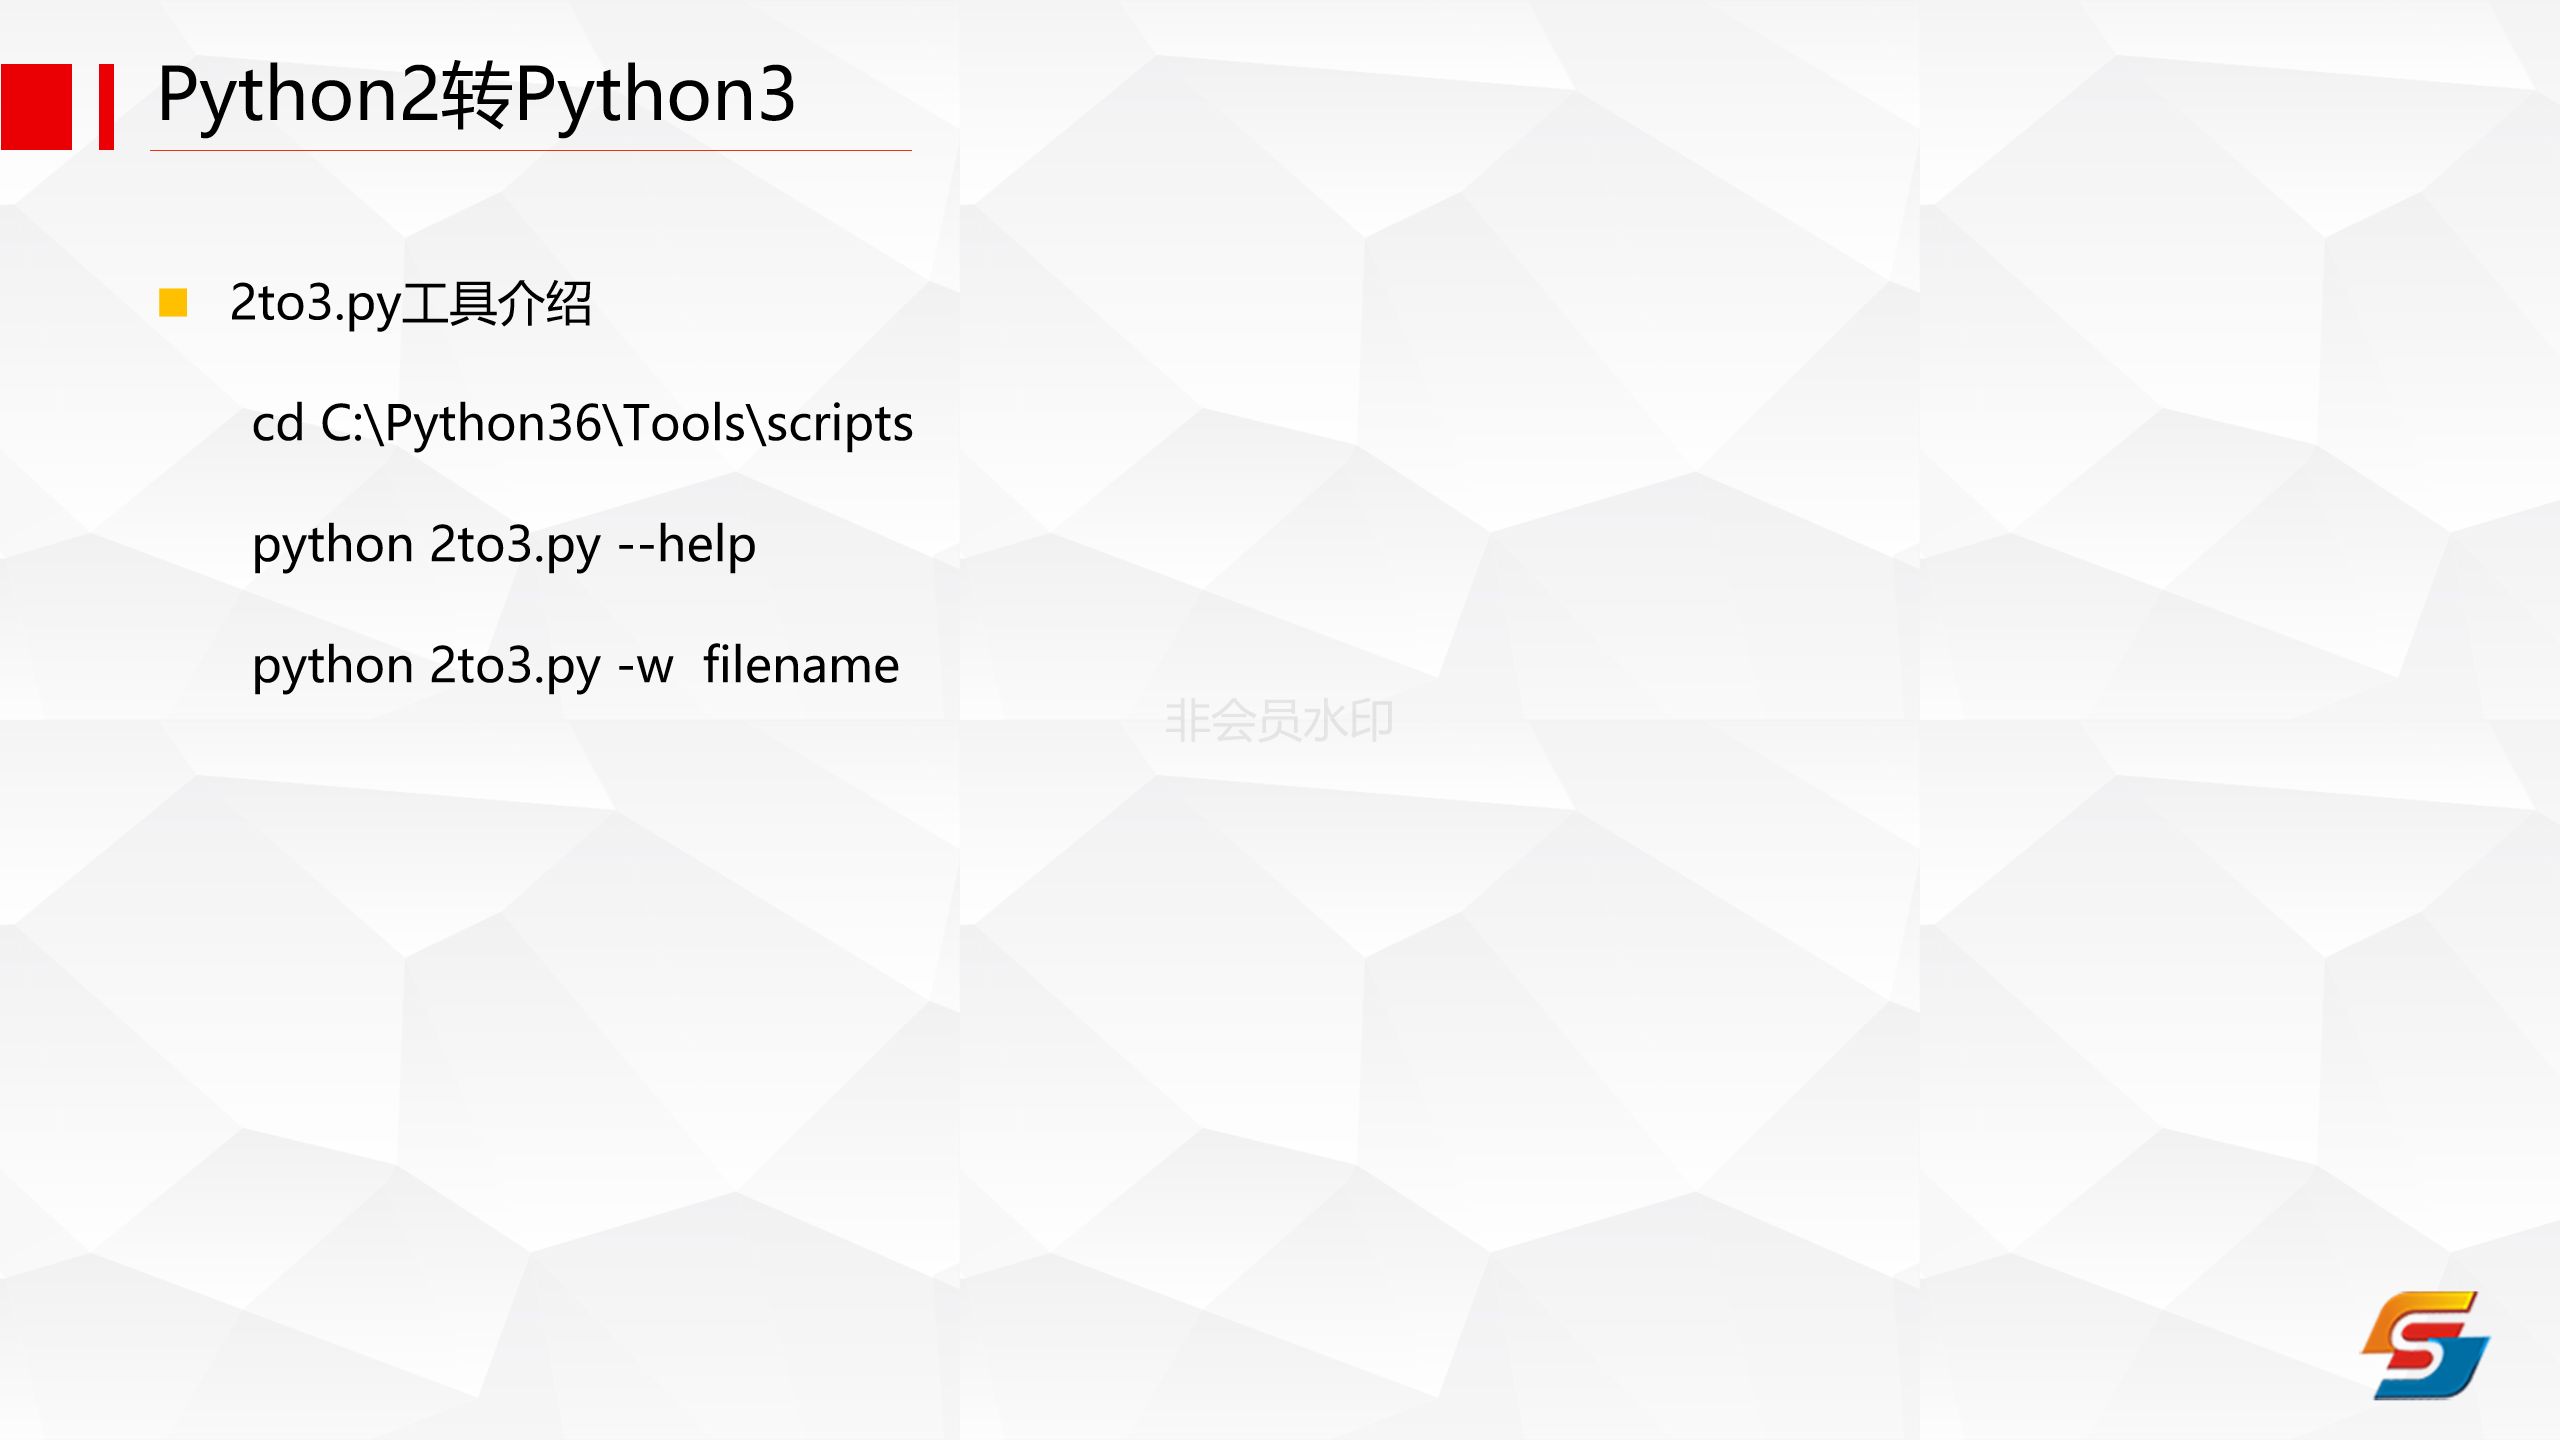 Python2转Python3
2to3.py工具介绍
cd C:\Python36\Tools\scripts
python 2to3.py --help
python 2to3.py -w  filename
非会员水印